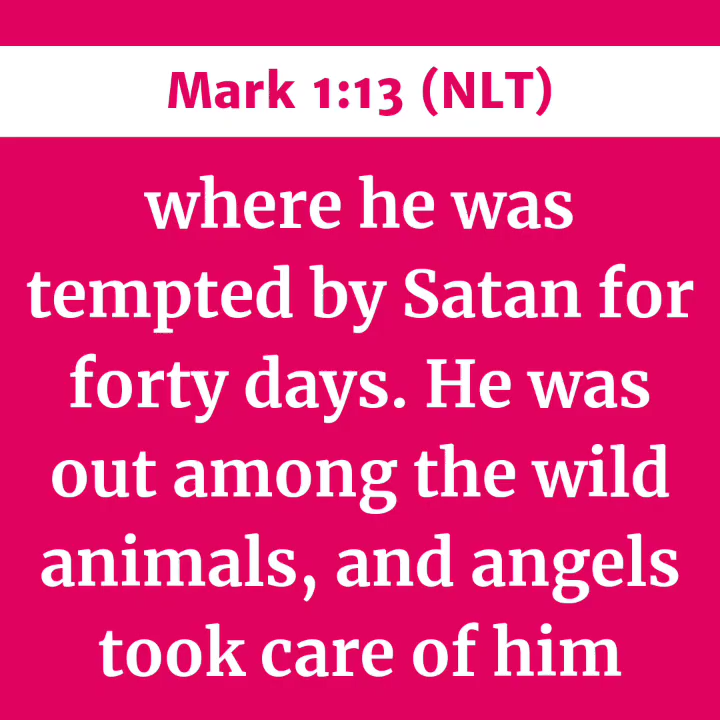 Mark 1:13 (NLT)
where he was
tempted by Satan for
forty days. He was
out among the wild
animals, and angels
took care of him